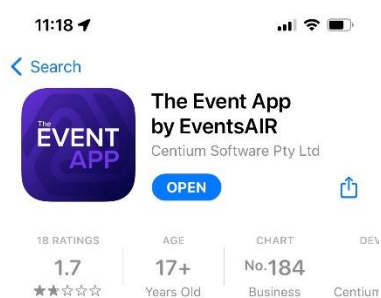 11:18
Search
The
EVENT
APP
The Event App
by EventsAIR
Centium Software Pty Ltd
OPEN
18 RATINGS AGE CHART DEV
1.7 17+ No.184
Years Old Business Centium